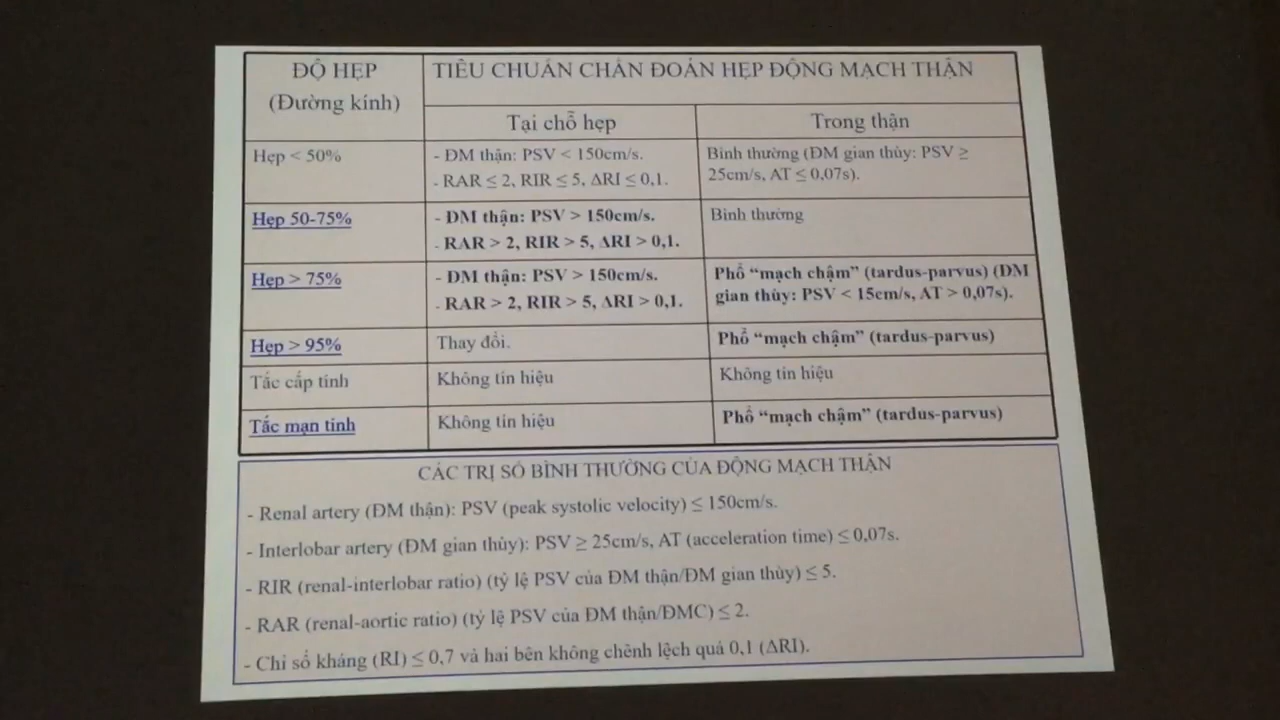 ĐỘ HẸP
(Đường kính)
TIÊU CHUẨN CHẨN ĐOÁN HẸP ĐỘNG MẠCH THẬN
Tại chỗ hẹp
Trong thận
Hẹp < 50%
- ĐM thận: PSV < 150cm/s.
- RAR ≤ 2, RIR ≤ 5, ΔRI ≤ 0,1.
Bình thường (ĐM gian thùy: PSV ≥
25cm/s, AT ≤ 0,07s).
Hẹp 50-75%
- ĐM thận: PSV > 150cm/s.
- RAR > 2, RIR > 5, ΔRI > 0,1.
Bình thường
Hẹp > 75%
- ĐM thận: PSV > 150cm/s.
- RAR > 2, RIR > 5, ΔRI > 0,1.
Phổ “mạch chậm” (tardus-parvus) (ĐM
gian thùy: PSV < 15cm/s, AT > 0,07s).
Hẹp > 95%
Thay đổi.
Phổ “mạch chậm” (tardus-parvus)
Tắc cấp tính
Không tín hiệu
Không tín hiệu
Tắc mạn tính
Không tín hiệu
Phổ “mạch chậm” (tardus-parvus)
CÁC TRỊ SỐ BÌNH THƯỜNG CỦA ĐỘNG MẠCH THẬN
- Renal artery (ĐM thận): PSV (peak systolic velocity) ≤ 150cm/s.
- Interlobar artery (ĐM gian thùy): PSV ≥ 25cm/s, AT (acceleration time) ≤ 0,07s.
- RIR (renal-interlobar ratio) (tỷ lệ PSV của ĐM thận/ĐM gian thùy) ≤ 5.
- RAR (renal-aortic ratio) (tỷ lệ PSV của ĐM thận/ĐMC) ≤ 2.
- Chỉ số kháng (RI) ≤ 0,7 và hai bên không chênh lệch quá 0,1 (ΔRI).